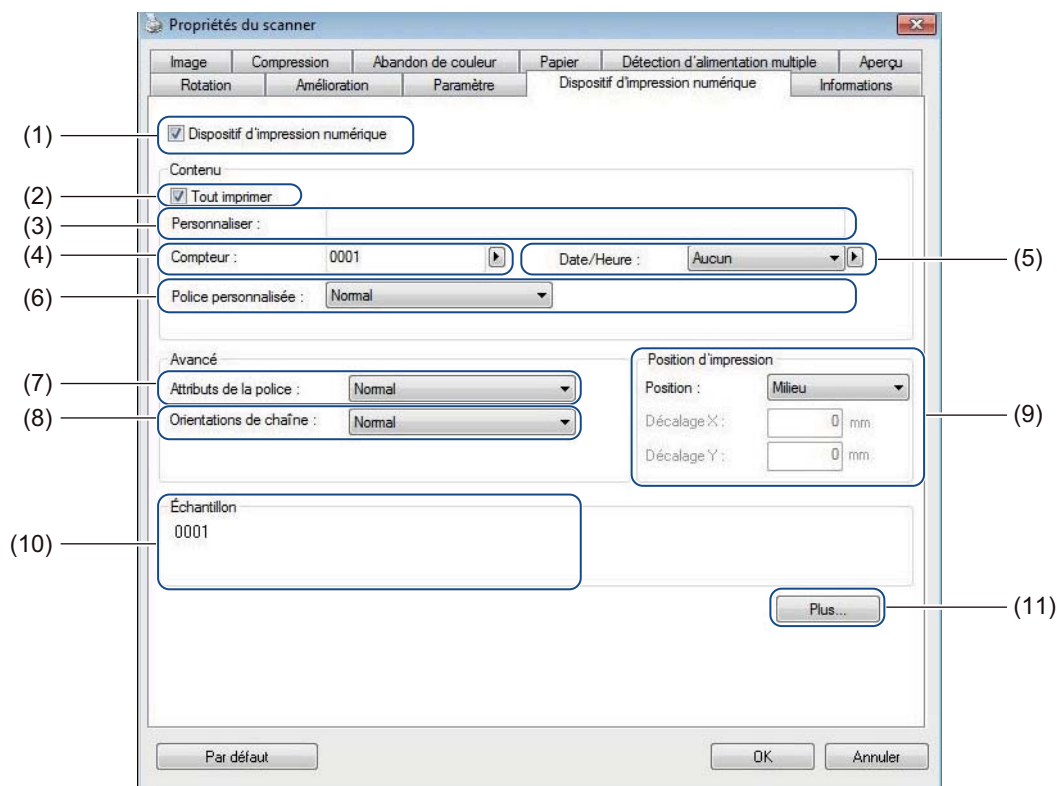 Propriétés du scanner
Image Compression Abandon de couleur Papier Détection d'alimentation multiple Aperçu
Rotation Amélioration Paramètre Dispositif d'impression numérique Informations
(1) Dispositif d'impression numérique
Contenu
(2) Tout imprimer
(3) Personnaliser :
(4) Compteur : 0001 Date/Heure : Aucun (5)
(6) Police personnalisée : Normal
Avancé Position d'impression
(7) Attributs de la police : Normal Position : Milieu
(8) Orientations de chaîne : Normal Décalage X : 0 mm (9)
Décalage Y : 0 mm
Échantillon
0001
(10)
Plus... (11)
Par défaut OK Annuler